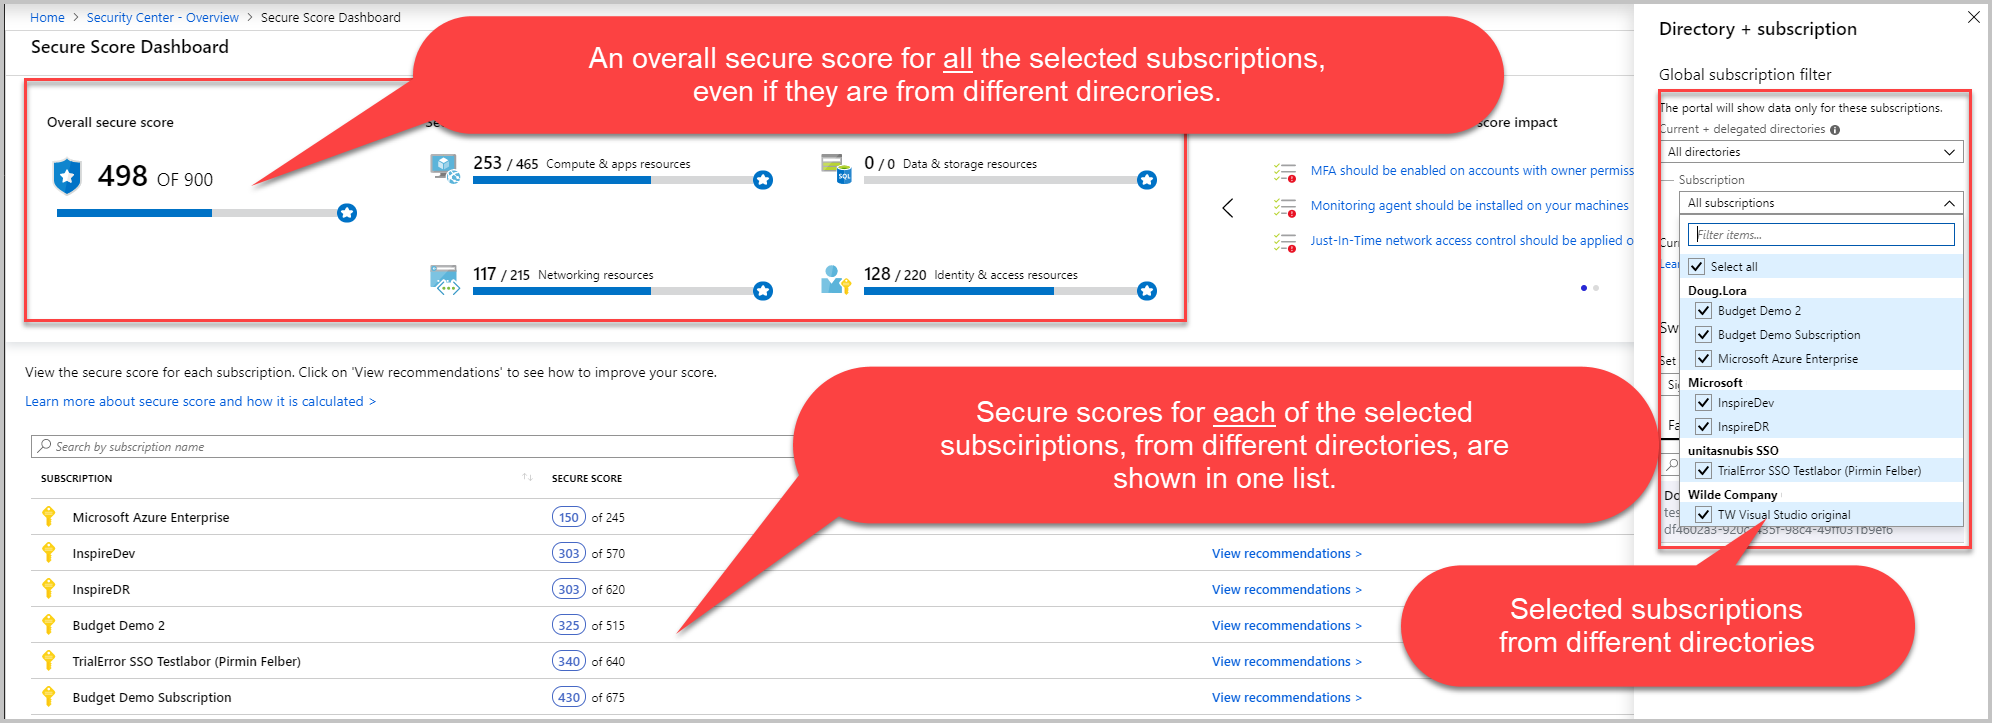 Home > Security Center - Overview > Secure Score Dashboard
Secure Score Dashboard
An overall secure score for all the selected subscriptions,
even if they are from different direcrories.
Overall secure score
498 OF 900
253 / 465 Compute & apps resources
0 / 0 Data & storage resources
SQL
117 / 215 Networking resources
128 / 220 Identity & access resources
score impact
MFA should be enabled on accounts with owner permiss
Monitoring agent should be installed on your machines
Just-In-Time network access control should be applied o
View the secure score for each subscription. Click on 'View recommendations' to see how to improve your score.
Learn more about secure score and how it is calculated >
Search by subscription name
SUBSCRIPTION SECURE SCORE
Microsoft Azure Enterprise 150 of 245
InspireDev 303 of 570 View recommendations >
InspireDR 303 of 620 View recommendations >
Budget Demo 2 325 of 515 View recommendations >
TrialError SSO Testlabor (Pirmin Felber) 340 of 640 View recommendations >
Budget Demo Subscription 430 of 675 View recommendations >
Secure scores for each of the selected
subsciriptions, from different directories, are
shown in one list.
Directory + subscription
Global subscription filter
The portal will show data only for these subscriptions.
Current + delegated directories
All directories
Subscription
All subscriptions
Filter items...
Select all
Doug.Lora
Budget Demo 2
Budget Demo Subscription
Microsoft Azure Enterprise
Microsoft
InspireDev
InspireDR
unitasnubis SSO
TrialError SSO Testlabor (Pirmin Felber)
Wilde Company
TW Visual Studio original
Cur
Lear
Sw
Set
Sig
Fa
Do
tes
Selected subscriptions
from different directories